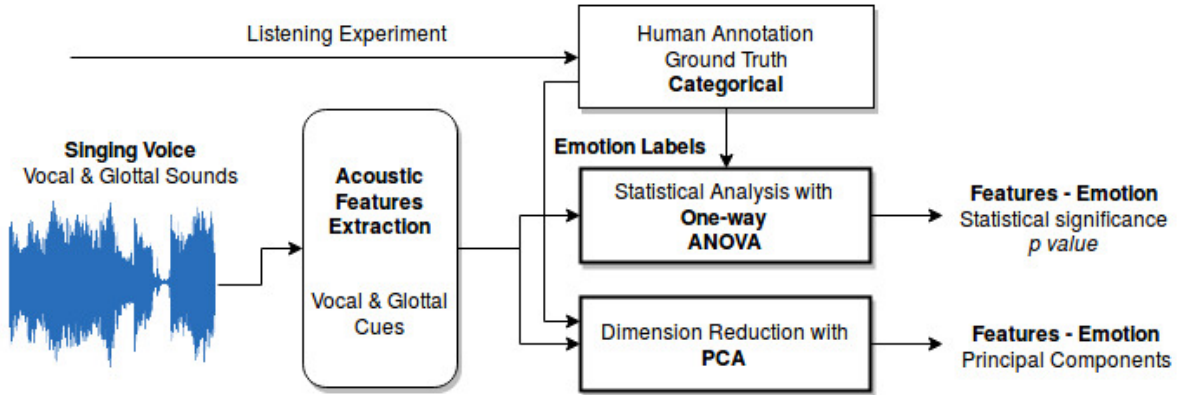 Listening Experiment
Human Annotation
Ground Truth
Categorical
Singing Voice
Vocal & Glottal Sounds
Acoustic
Features
Extraction
Vocal & Glottal
Cues
Emotion Labels
Statistical Analysis with
One-way
ANOVA
Features - Emotion
Statistical significance
p value
Dimension Reduction with
PCA
Features - Emotion
Principal Components